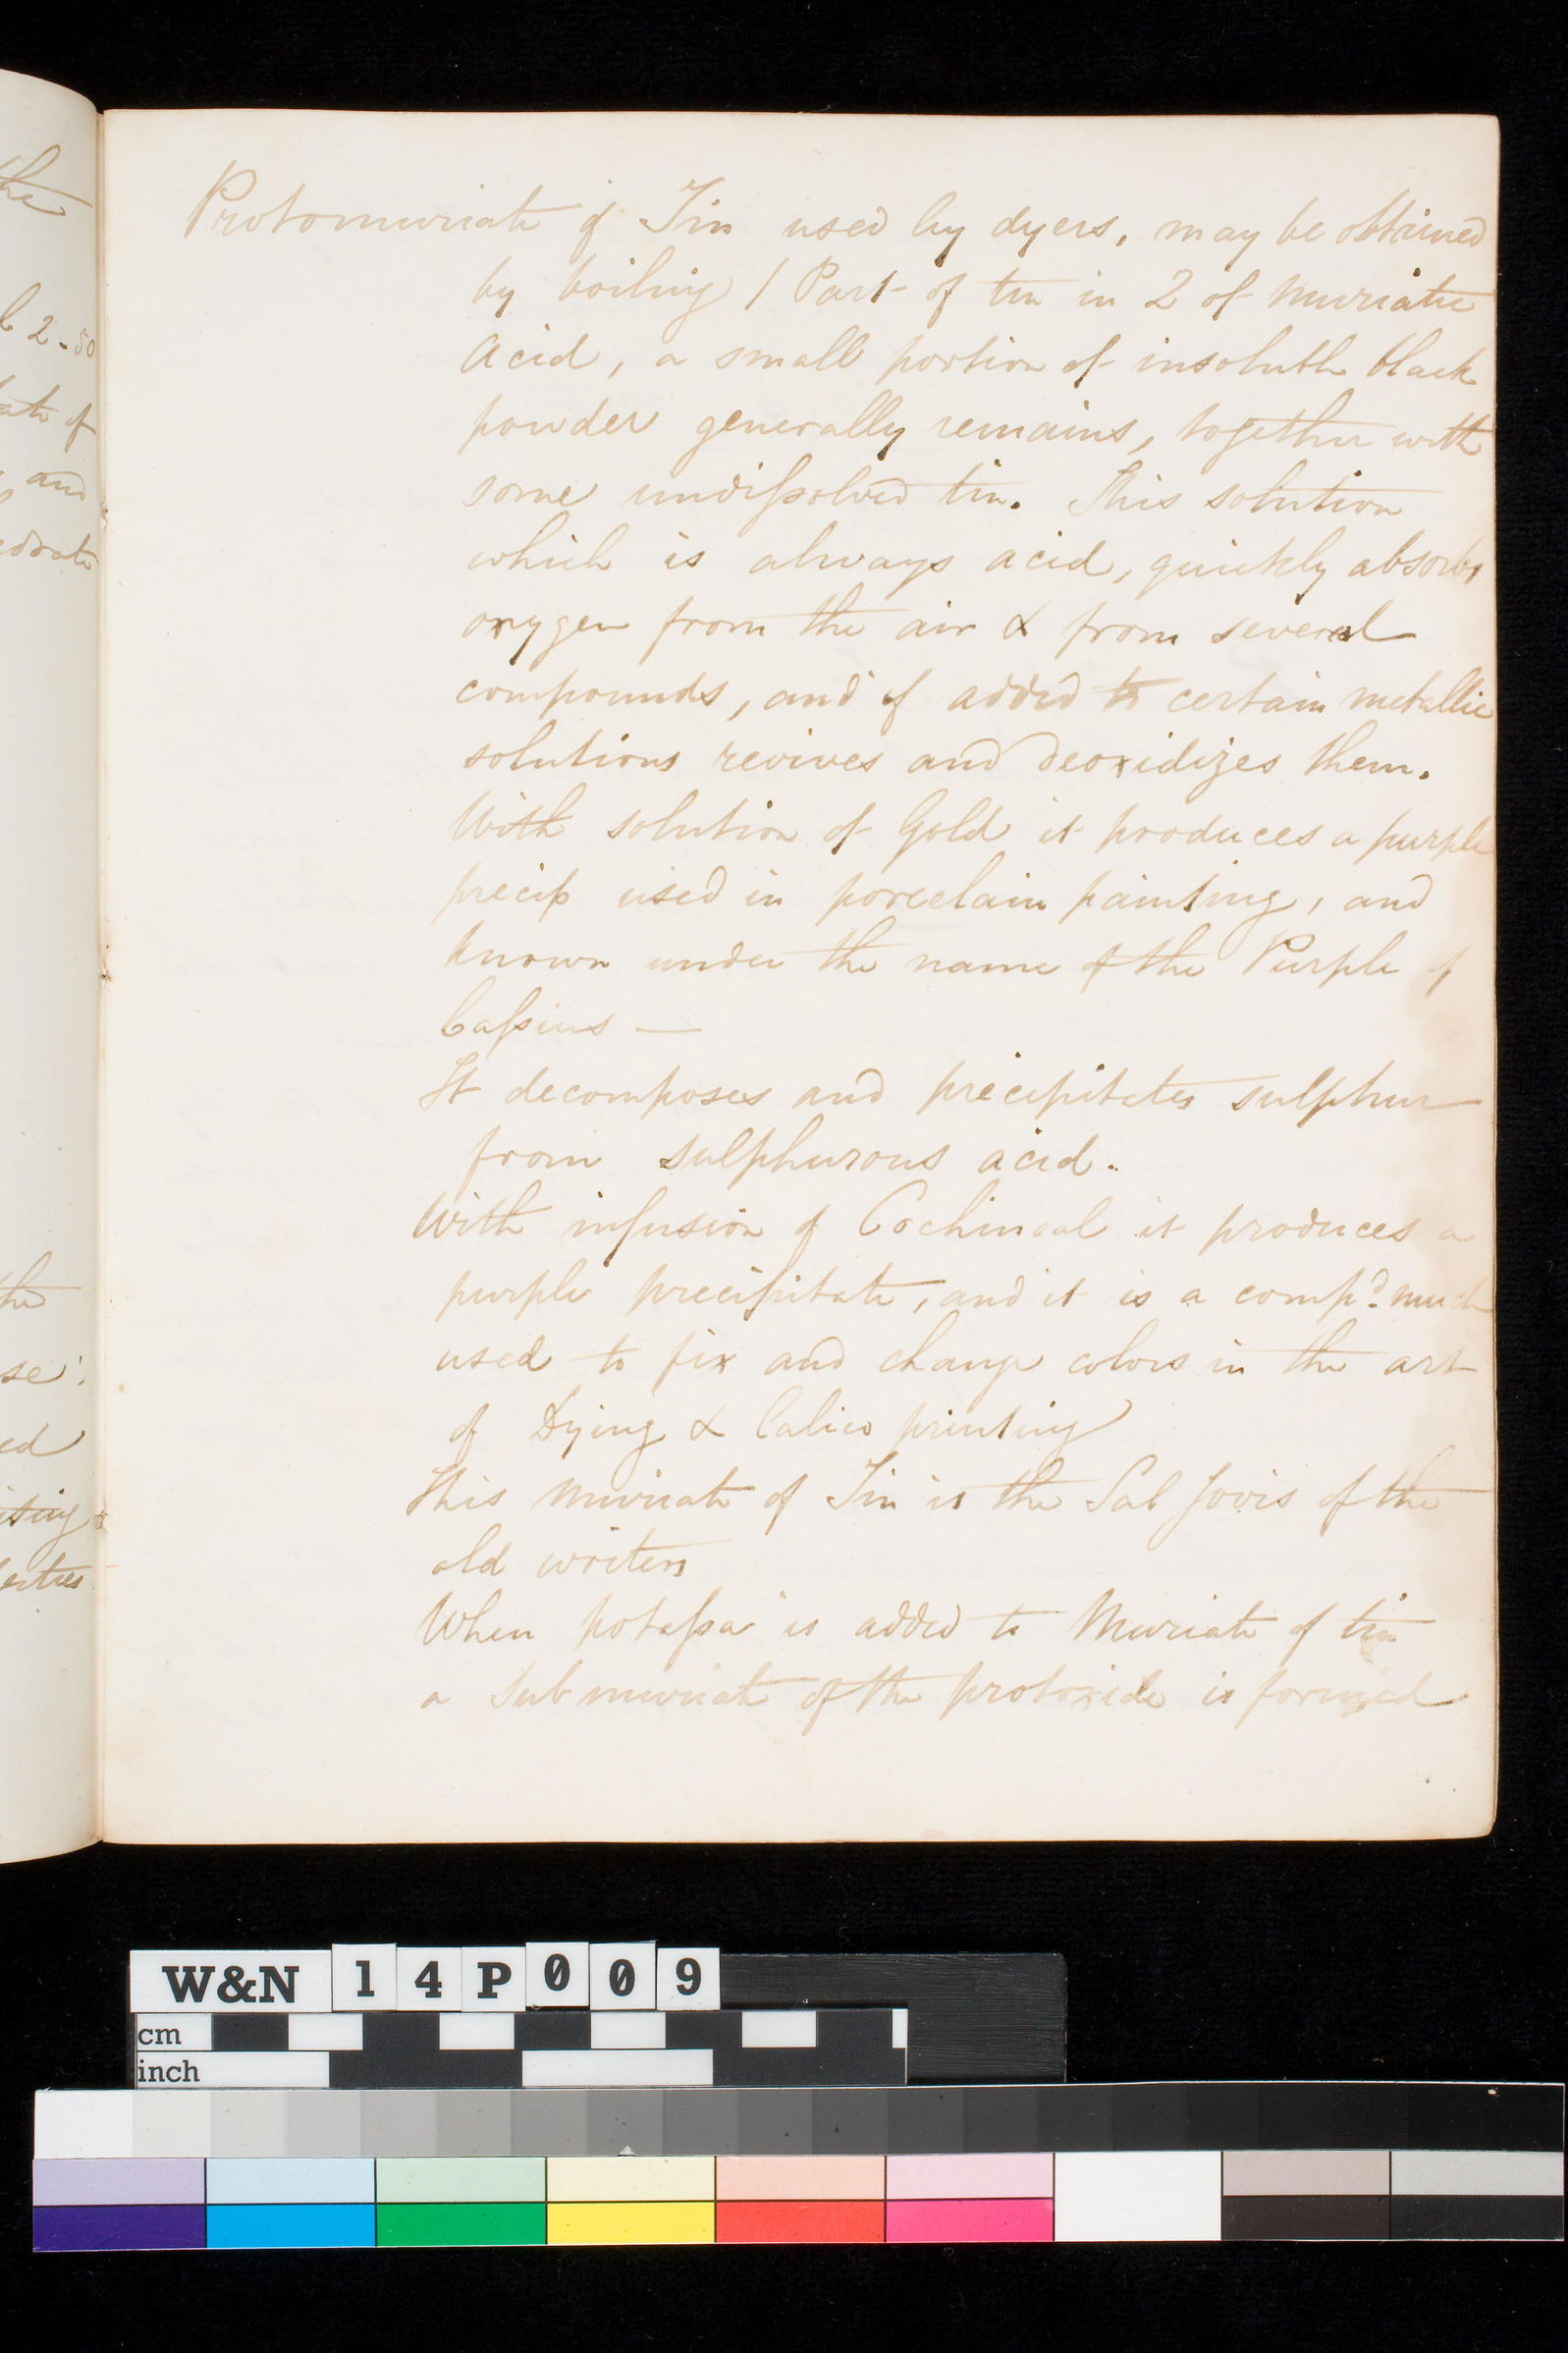 the
2-50
ate of
and
Protomuriate of Tin used by dyers, may be obtained
by boiling 1 Part of tin in 2 of Muriatic
Acid, a small portion of insoluble black
powder generally remains, together with
some undissolved tin. This solution
which is always acid, quickly absorbs
oxygen from the air & from several
compounds, and if added to certain metallic
solutions revives and deoxidizes them.
With solution of Gold it produces a purple
precip used in porcelain painting, and
known under the name of the Purple of
Cassius —
It decomposes and precipitates sulphur
from sulphurous acid.
With infusion of Cochineal it produces a
purple precipitate, and it is a compd. much
used to fix and change colors in the art
of Dying & Calico printing
This Muriate of Tin is the Sal Jovis of the
old writers
When potassa is added to Muriate of tin
a Submuriate of the protoxide is formed
the
se:
ed
W&N 14P009
cm
inch